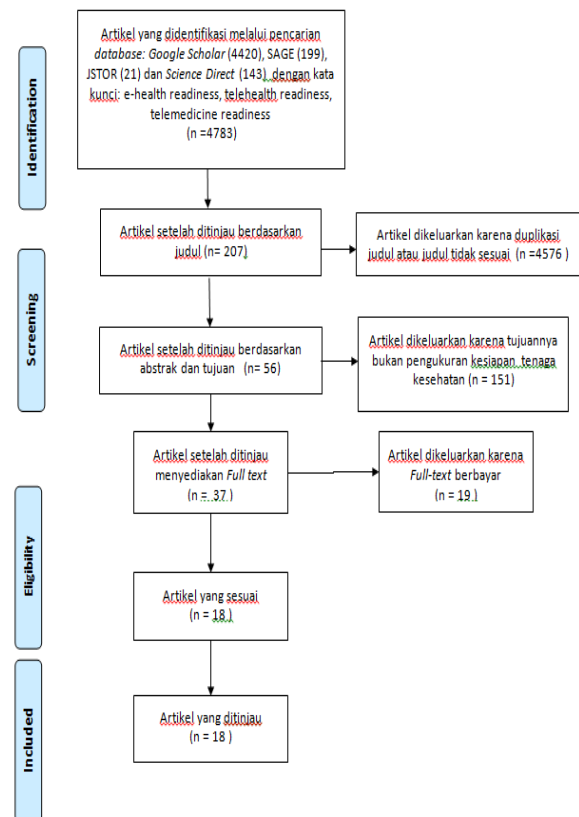 Identification
Artikel yang didentifikasi melalui pencarian
database: Google Scholar (4420), SAGE (199),
JSTOR (21) dan Science Direct (143) dengan kata
kunci: e-health readiness, telehealth readiness,
telemedicine readiness
(n =4783)
Artikel setelah ditinjau berdasarkan
judul (n= 207)
Artikel dikeluarkan karena duplikasi
judul atau judul tidak sesuai (n =4576 )
Screening
Artikel setelah ditinjau berdasarkan
abstrak dan tujuan (n= 56)
Artikel dikeluarkan karena tujuannya
bukan pengukuran kesiapan tenaga
kesehatan (n = 151)
Artikel setelah ditinjau
menyediakan Full text
(n = 37)
Artikel dikeluarkan karena
Full-text berbayar
(n = 19 )
Eligibility
Artikel yang sesuai
(n = 18 )
Included
Artikel yang ditinjau
(n = 18 )